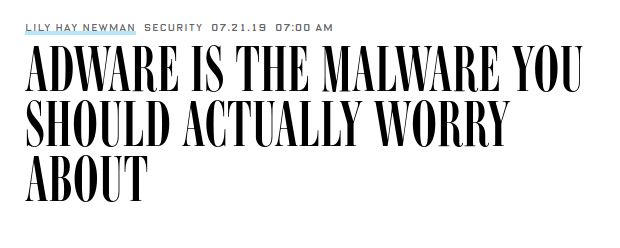 LILY HAY NEWMAN SECURITY 07.21.19 07:00 AM
ADWARE IS THE MALWARE YOU
SHOULD ACTUALLY WORRY
ABOUT